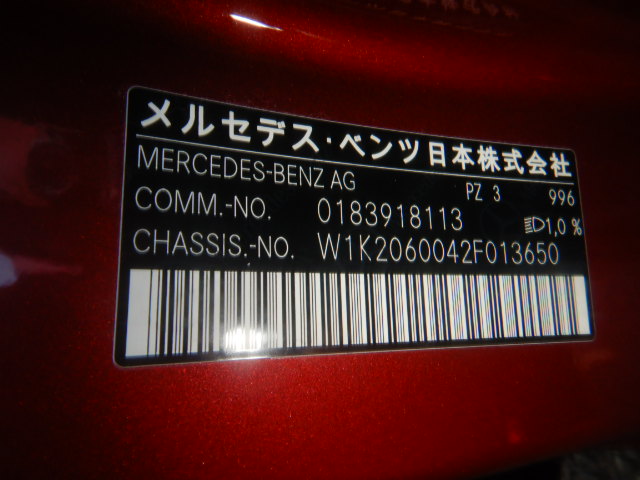 メルセデス・ベンツ日本株式会社
MERCEDES-BENZ AG PZ 3 996
COMM.-NO. 0183918113 1,0 %
CHASSIS.-NO. W1K2060042F013650